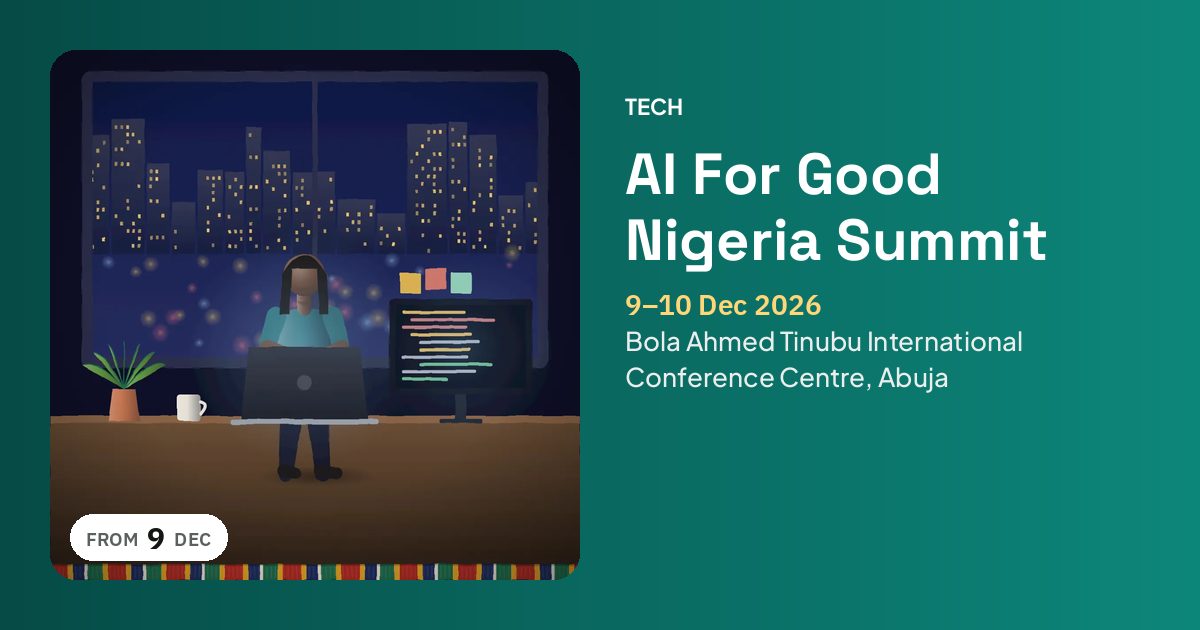 TECH
AI For Good
Nigeria Summit
9–10 Dec 2026
Bola Ahmed Tinubu International
Conference Centre, Abuja
FROM 9 DEC